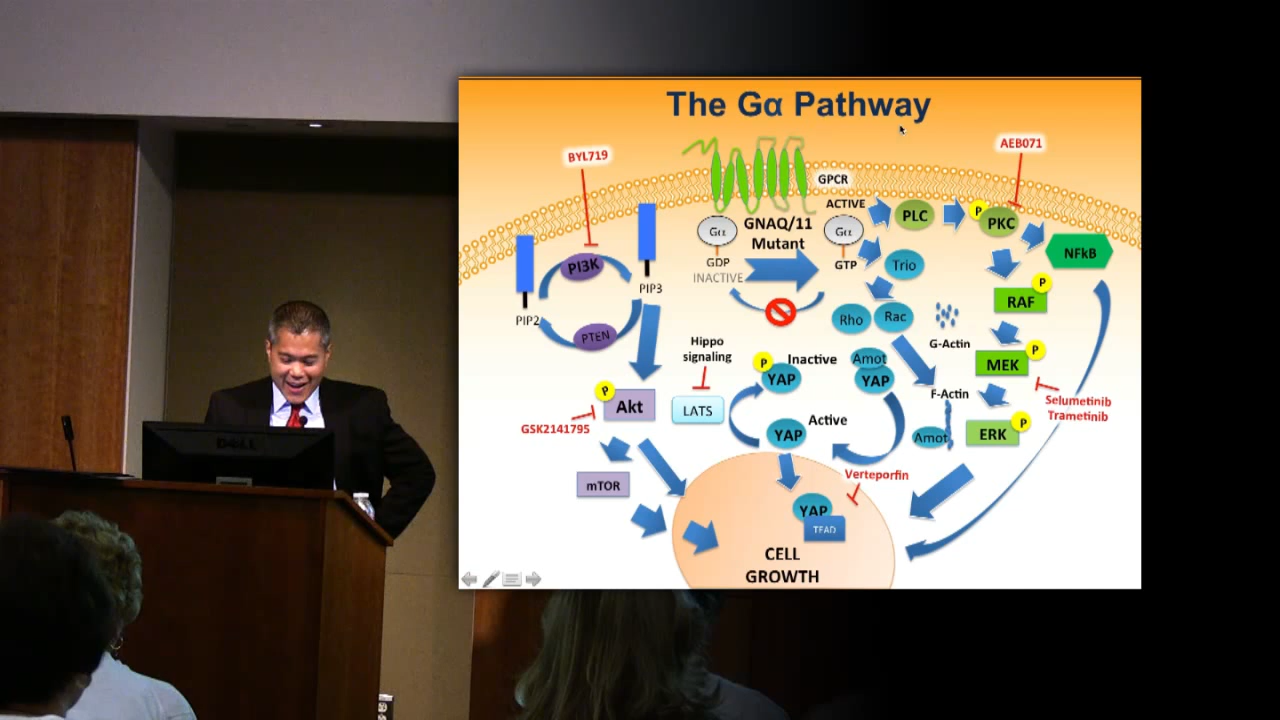 The Gα Pathway
BYL719
AEB071
GPCR
ACTIVE
PLC
P
PKC
Gα
GNAQ/11
Mutant
Gα
NFkB
GDP
INACTIVE
GTP
Trio
PI3K
PIP3
PIP2
P
RAF
Rho
Rac
PTEN
G-Actin
Hippo
signaling
P
Inactive
YAP
Amot
YAP
P
MEK
P
Akt
LATS
F-Actin
Selumetinib
Trametinib
GSK2141795
Active
YAP
Amot
P
ERK
mTOR
Verteporfin
YAP
TEAD
CELL
GROWTH
DELL